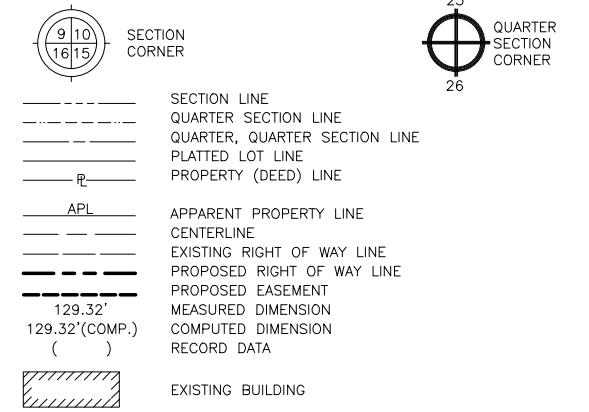 9 10
16 15
SECTION
CORNER
25
QUARTER
SECTION
CORNER
26
SECTION LINE
QUARTER SECTION LINE
QUARTER, QUARTER SECTION LINE
PLATTED LOT LINE
PL PROPERTY (DEED) LINE
APL APPARENT PROPERTY LINE
CENTERLINE
EXISTING RIGHT OF WAY LINE
PROPOSED RIGHT OF WAY LINE
PROPOSED EASEMENT
129.32' MEASURED DIMENSION
129.32'(COMP.) COMPUTED DIMENSION
( ) RECORD DATA
EXISTING BUILDING